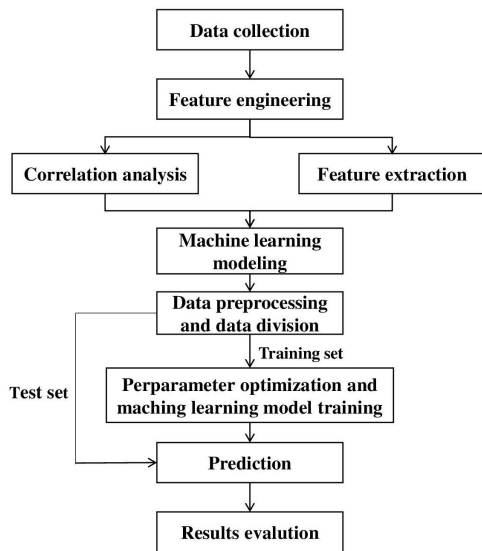 Data collection
Feature engineering
Correlation analysis
Feature extraction
Machine learning
modeling
Data preprocessing
and data division
Training set
Test set
Perparameter optimization and
maching learning model training
Prediction
Results evalution